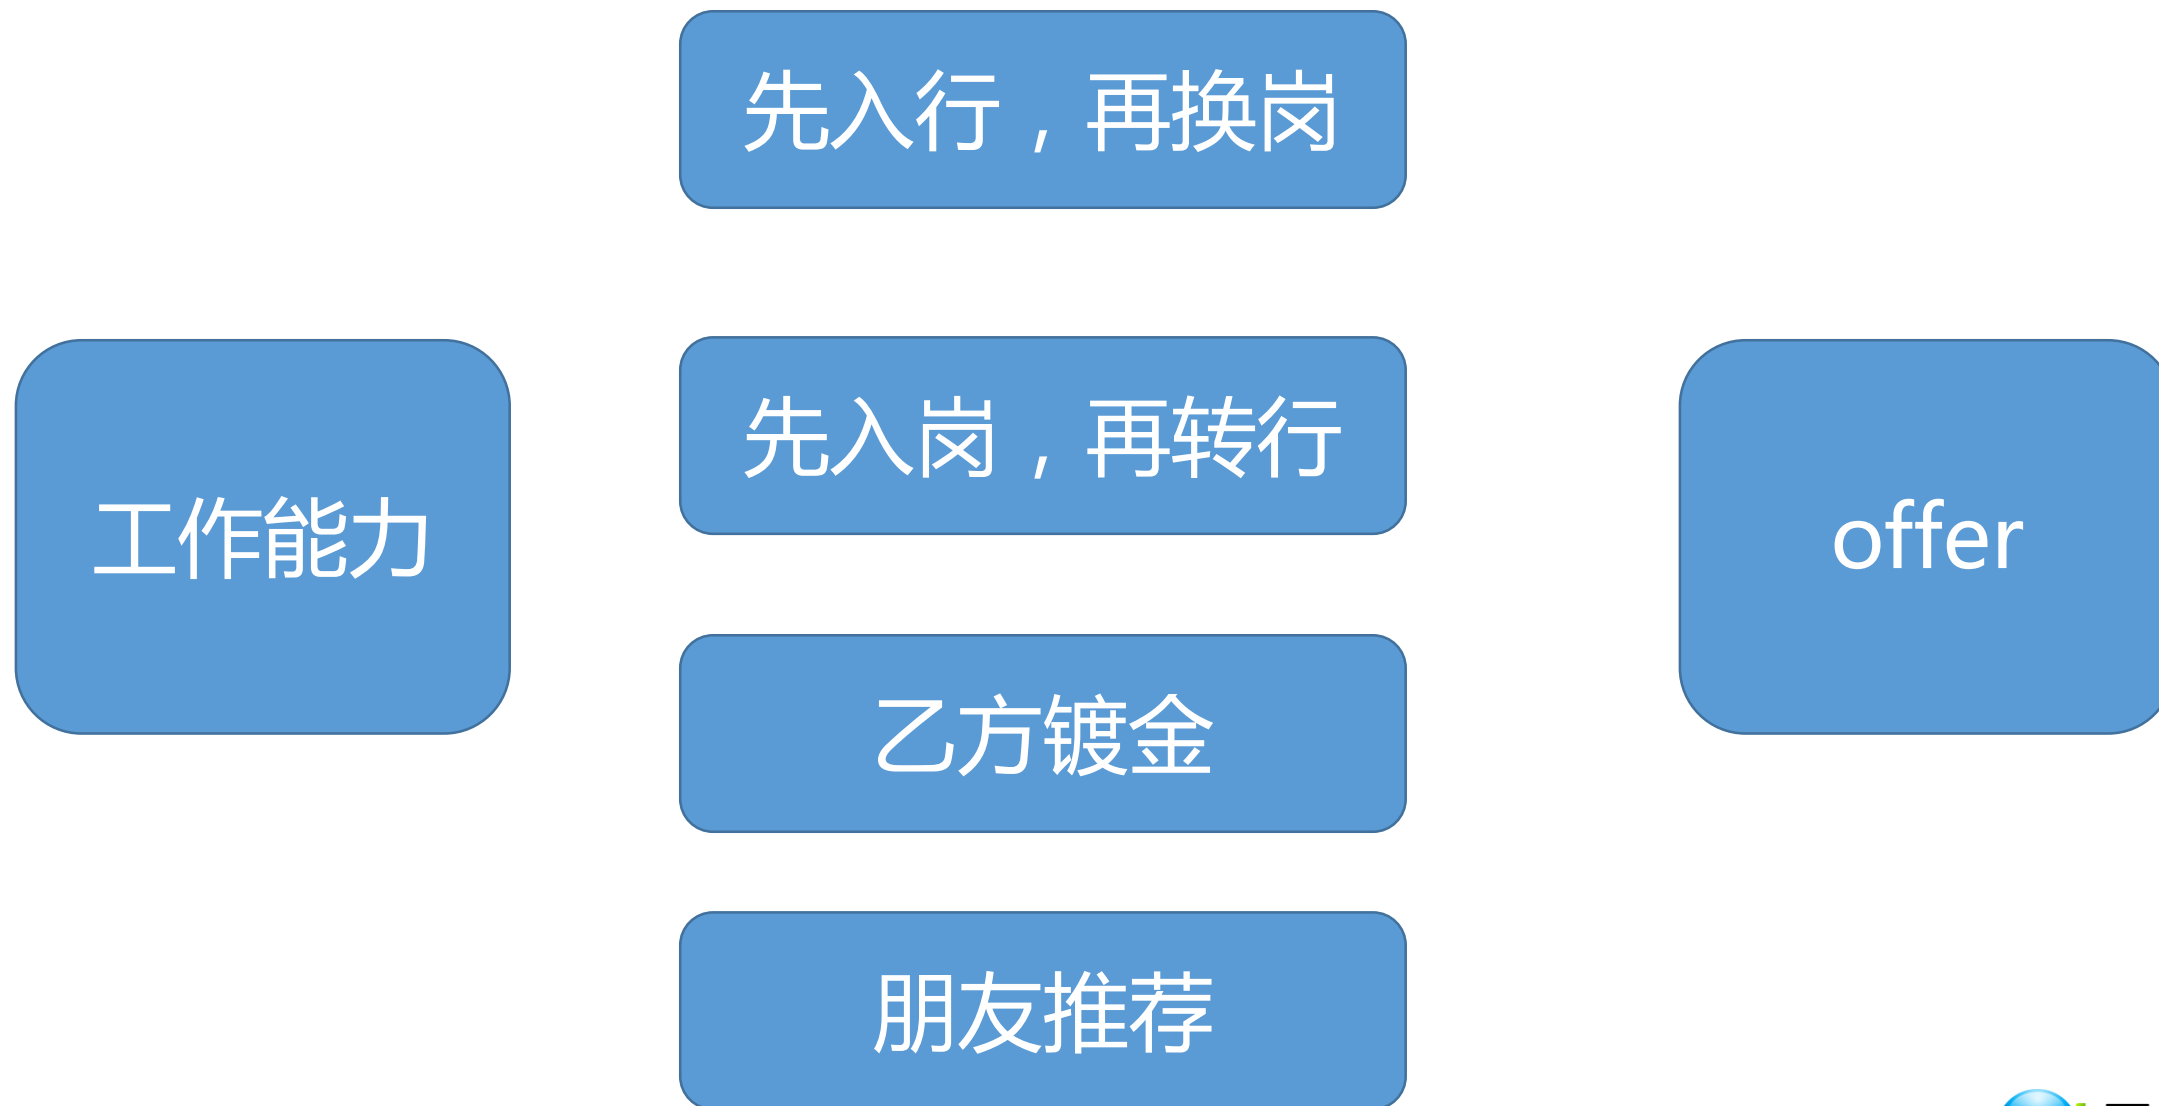 先入行，再换岗
先入岗，再转行
工作能力
offer
乙方镀金
朋友推荐